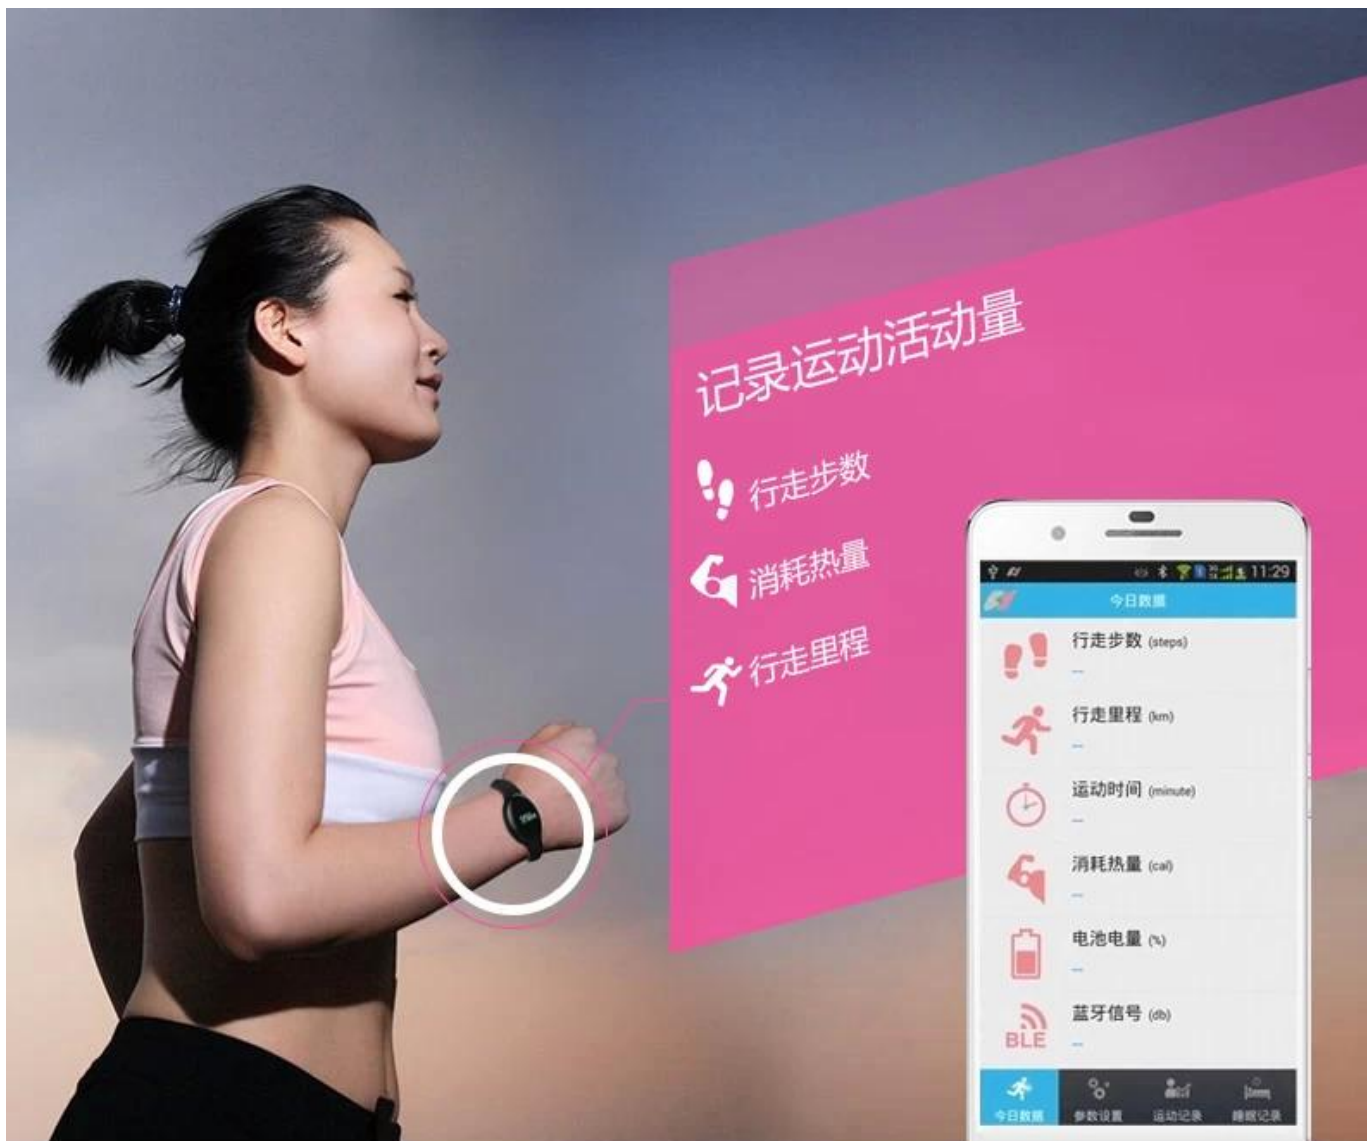 记录运动活动量
行走步数
消耗热量
行走里程
11:29
今日数据
行走步数 (steps)
--
行走里程 (km)
--
运动时间 (minute)
--
消耗热量 (cal)
--
电池电量 (%)
--
蓝牙信号 (db)
BLE --
今日数据 参数设置 运动记录 睡眠记录